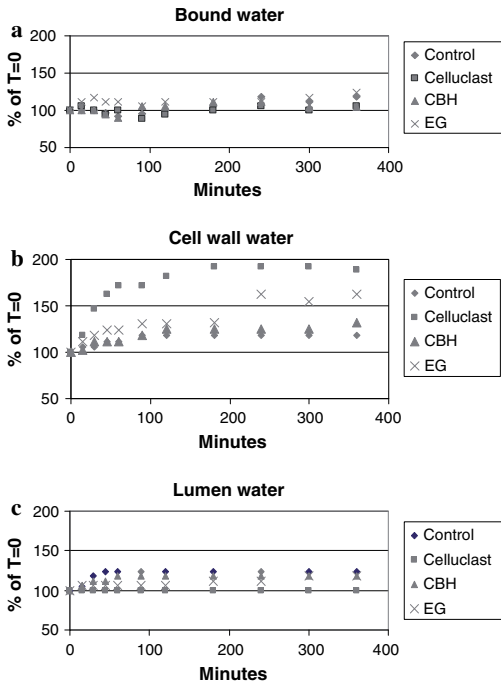 a
Bound water
% of T=0
200
150
100
50
0 100 200 300 400
Minutes
Control
Celluclast
CBH
EG
b
Cell wall water
% of T=0
200
150
100
50
0 100 200 300 400
Minutes
Control
Celluclast
CBH
EG
c
Lumen water
% of T=0
200
150
100
50
0 100 200 300 400
Minutes
Control
Celluclast
CBH
EG